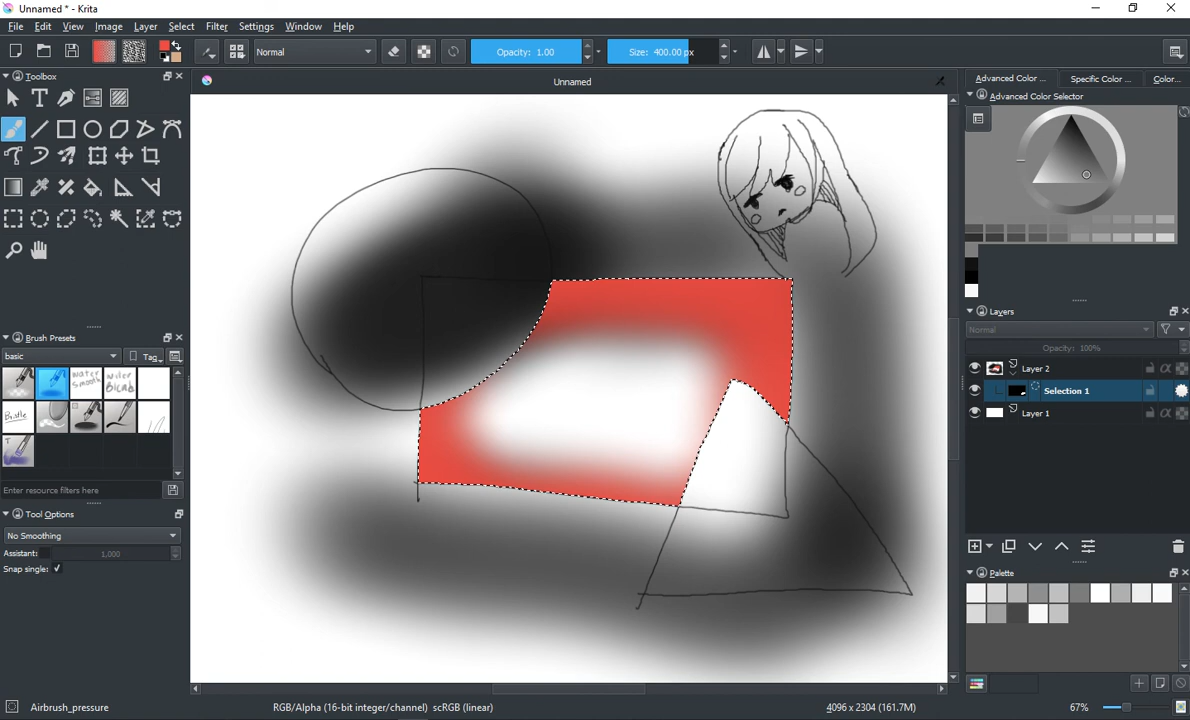 Unnamed * - Krita
File Edit View Image Layer Select Filter Settings Window Help
Normal Opacity: 1.00 Size: 400.00 px
Toolbox
Unnamed
Advanced Color ... Specific Color ... Color...
Advanced Color Selector
Layers
Normal
Opacity: 100%
Layer 2
Selection 1
Layer 1
Brush Presets
basic Tag
Water Smooth
Water Blend
Bristle
Enter resource filters here
Tool Options
No Smoothing
Assistant: 1,000
Snap single:
Palette
Airbrush_pressure RGB/Alpha (16-bit integer/channel) scRGB (linear) 4096 x 2304 (161.7M) 67%